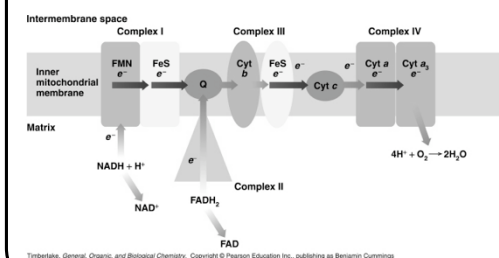 Intermembrane space
Complex I
Complex III
Complex IV
FMN
e⁻
FeS
e⁻
Q
Cyt
b
FeS
e⁻
e⁻
Cyt c
e⁻
Cyt a
e⁻
Cyt a₃
e⁻
Inner
mitochondrial
membrane
Matrix
e⁻
NADH + H⁺
NAD⁺
e⁻
Complex II
FADH₂
FAD
4H⁺ + O₂ → 2H₂O
Timberlake, General, Organic, and Biological Chemistry. Copyright © Pearson Education Inc., publishing as Benjamin Cummings